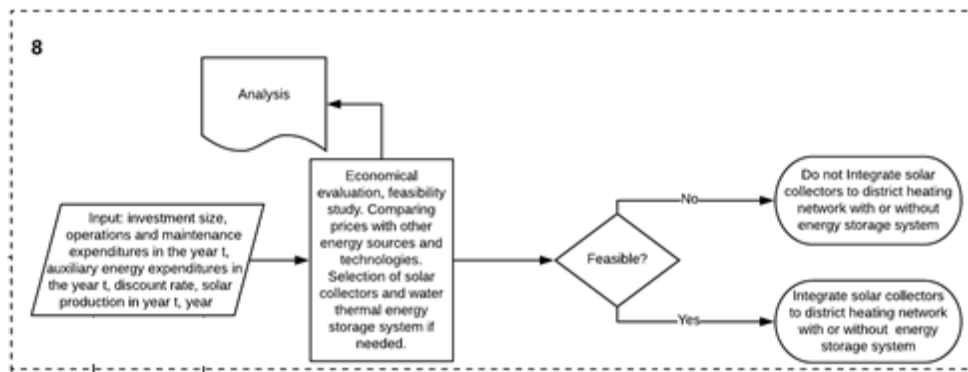 8
Analysis
Input: investment size,
operations and maintenance
expenditures in the year t,
auxiliary energy expenditures in
the year t, discount rate, solar
production in year t, year
Economical
evaluation, feasibility
study. Comparing
prices with other
energy sources and
technologies.
Selection of solar
collectors and water
thermal energy
storage system if
needed.
Feasible?
No
Do not Integrate solar
collectors to district heating
network with or without
energy storage system
Yes
Integrate solar collectors
to district heating network
with or without energy
storage system